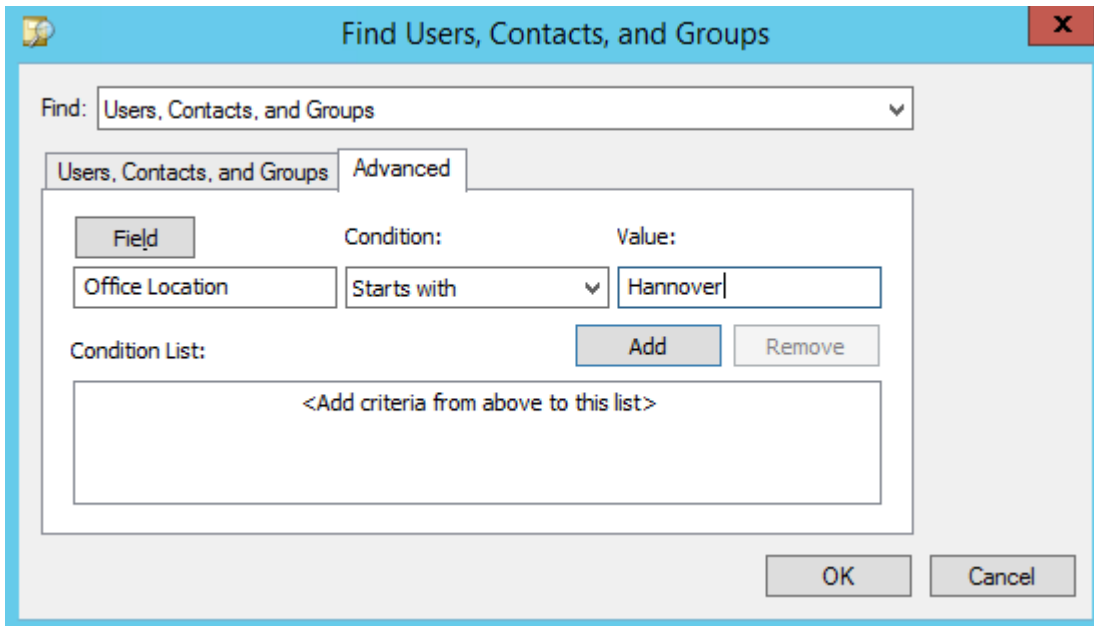 Find Users, Contacts, and Groups
x
Find: Users, Contacts, and Groups
Users, Contacts, and Groups Advanced
Field Condition: Value:
Office Location Starts with Hannover
Condition List: Add Remove
<Add criteria from above to this list>
OK Cancel